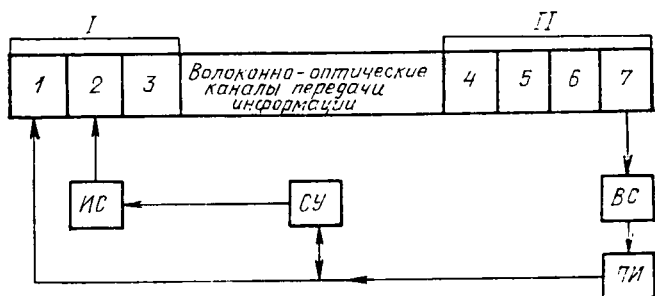 I
II
1
2
3
Волоконно-оптические
каналы передачи
информации
4
5
6
7
ИС
СУ
ВС
ПИ